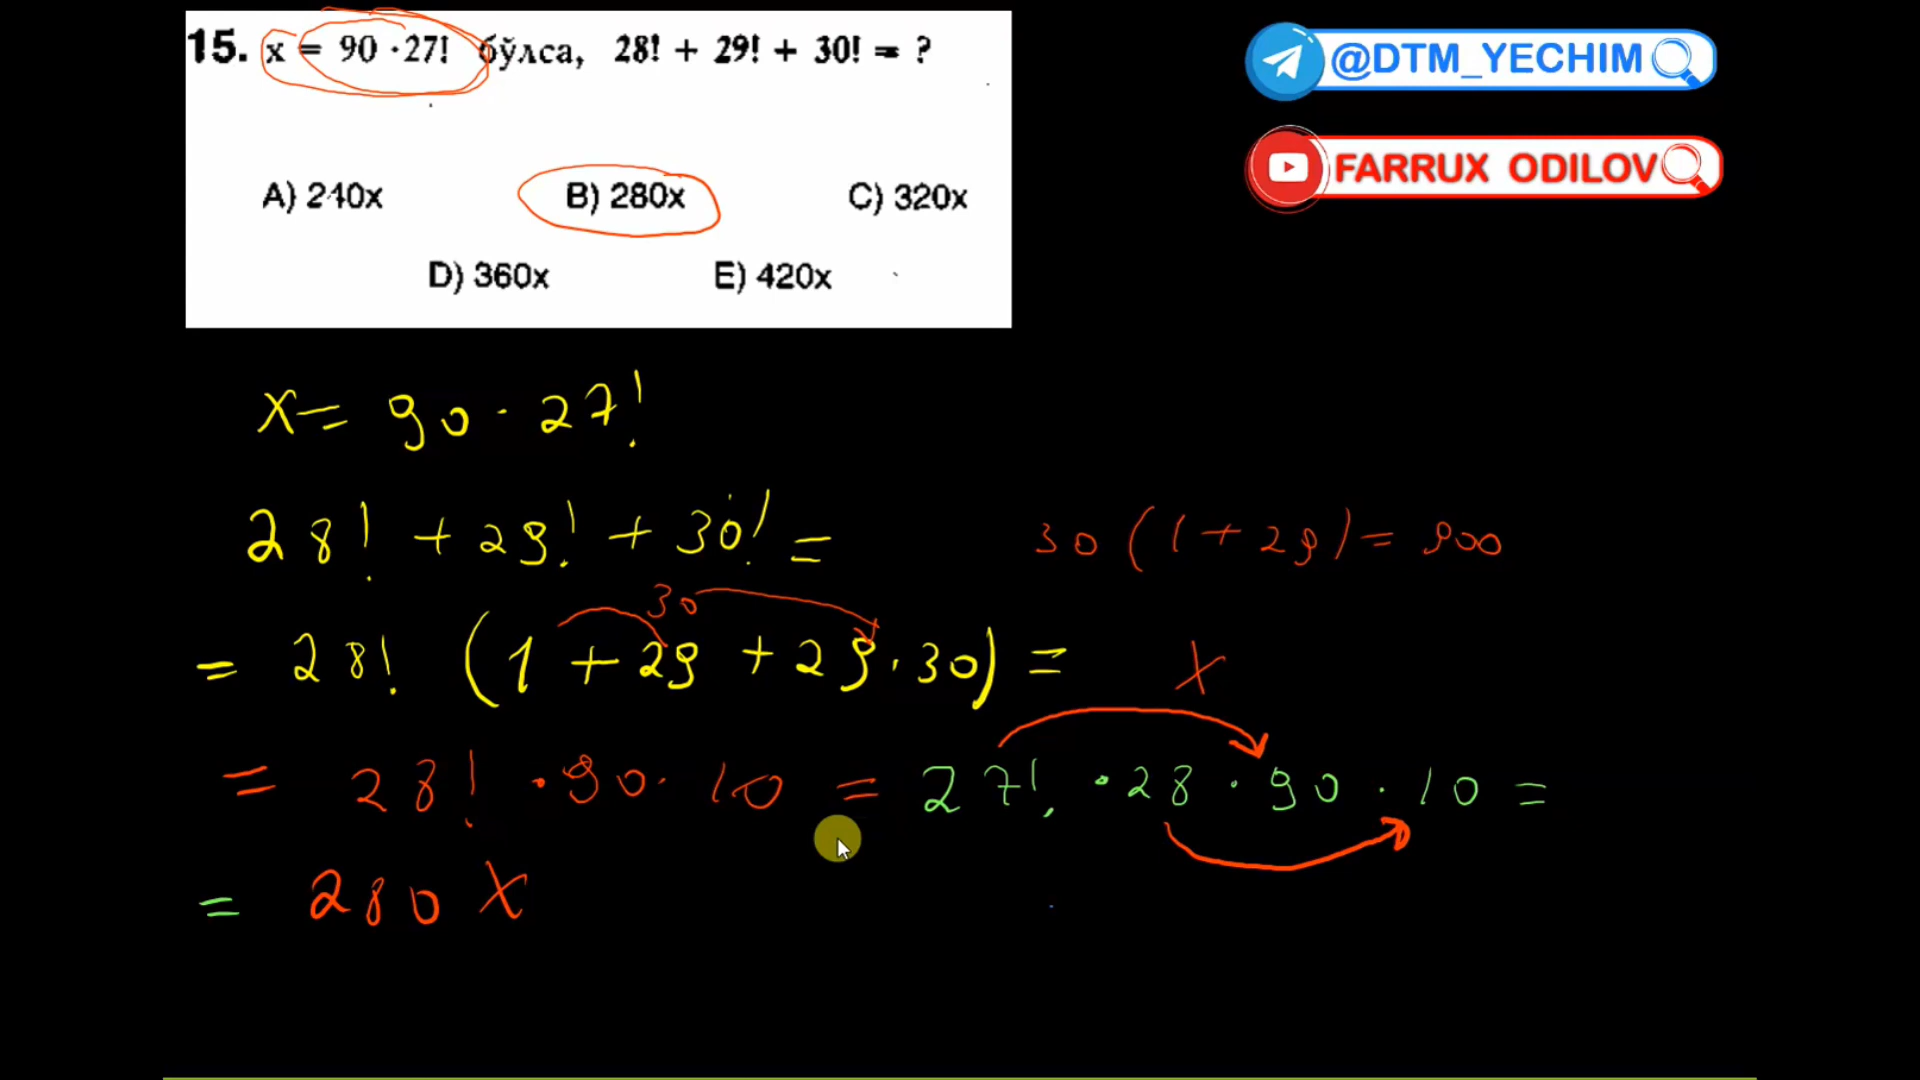 15. x = 90 · 27! бўлса, 28! + 29! + 30! = ?
A) 240x B) 280x C) 320x
D) 360x E) 420x
@DTM_YECHIM
FARRUX ODILOV
x = 90 · 27!
28! + 29! + 30! =
30 (1 + 29) = 900
30
= 28! (1 + 29 + 29 · 30) =
x
= 28! · 90 · 10 = 27! · 28 · 90 · 10 =
= 280 x